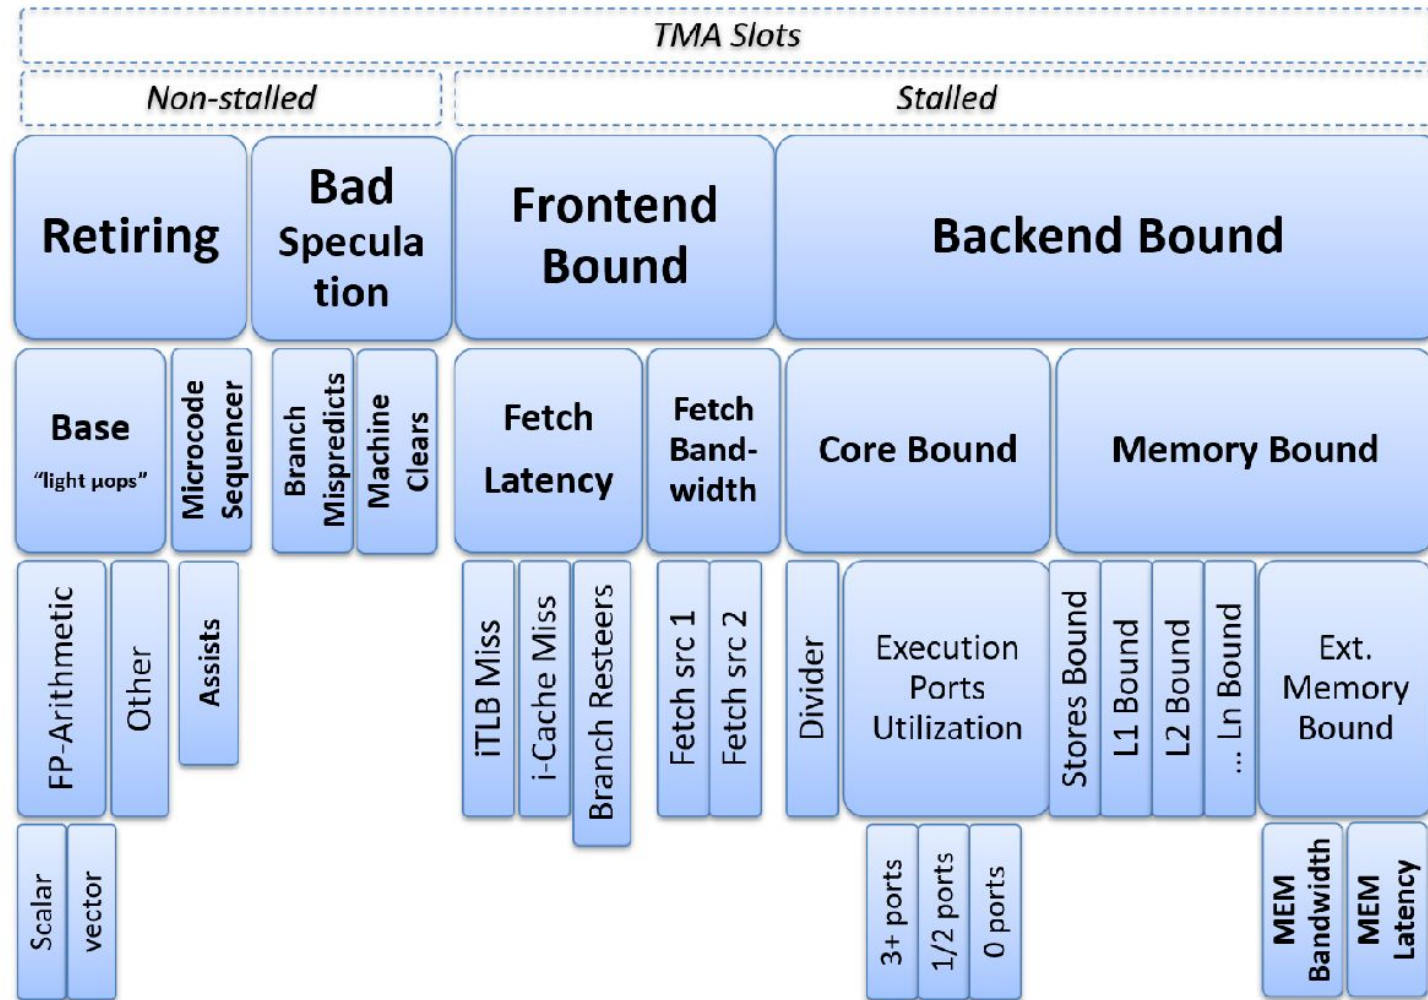 TMA Slots
Non-stalled
Stalled
Retiring
Bad
Specula
tion
Frontend
Bound
Backend Bound
Base
“light μops”
Microcode
Sequencer
Branch
Mispredicts
Machine
Clears
Fetch
Latency
Fetch
Band-
width
Core Bound
Memory Bound
FP-Arithmetic
Other
Assists
iTLB Miss
i-Cache Miss
Branch Resteers
Fetch src 1
Fetch src 2
Divider
Execution
Ports
Utilization
Stores Bound
L1 Bound
L2 Bound
... Ln Bound
Ext.
Memory
Bound
Scalar
vector
3+ ports
1/2 ports
0 ports
MEM
Bandwidth
MEM
Latency